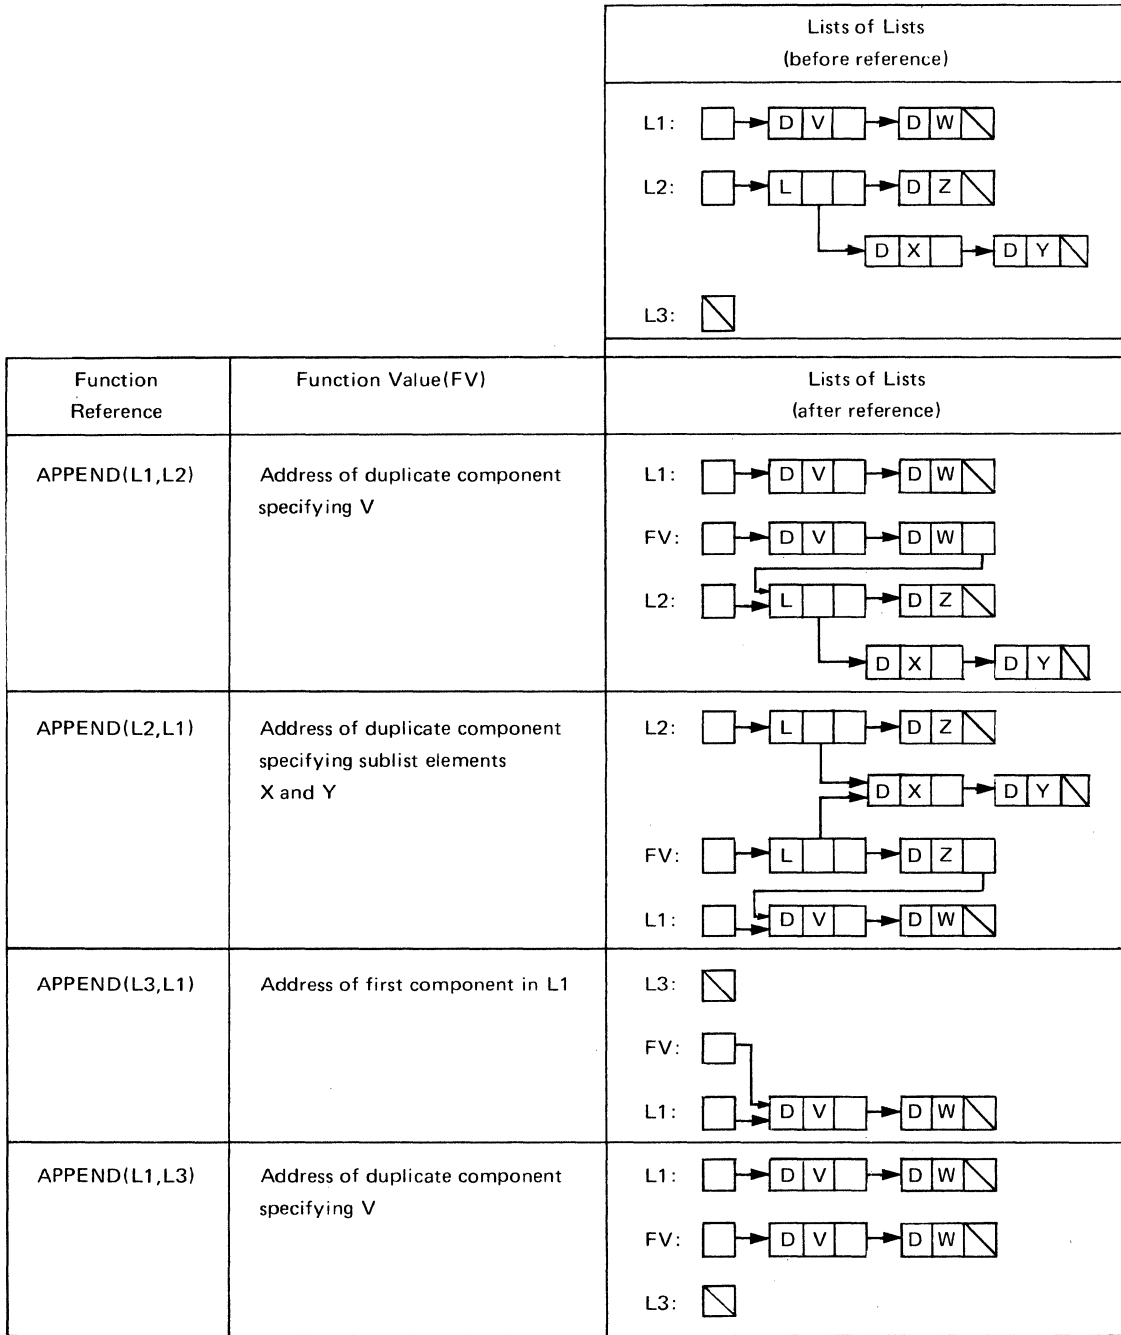 Lists of Lists
(before reference)
L1: D V D W
L2: L D Z
D X D Y
L3:
Function Reference
Function Value(FV)
Lists of Lists
(after reference)
APPEND(L1,L2)
Address of duplicate component
specifying V
L1: D V D W
FV: D V D W
L2: L D Z
D X D Y
APPEND(L2,L1)
Address of duplicate component
specifying sublist elements
X and Y
L2: L D Z
D X D Y
FV: L D Z
L1: D V D W
APPEND(L3,L1)
Address of first component in L1
L3:
FV:
L1: D V D W
APPEND(L1,L3)
Address of duplicate component
specifying V
L1: D V D W
FV: D V D W
L3: